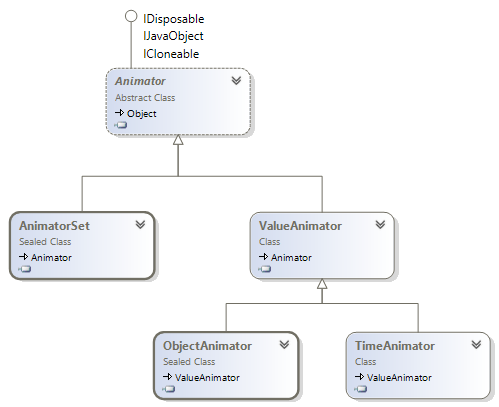 IDisposable
IJavaObject
ICloneable
Animator
Abstract Class
Object
AnimatorSet
Sealed Class
Animator
ValueAnimator
Class
Animator
ObjectAnimator
Sealed Class
ValueAnimator
TimeAnimator
Class
ValueAnimator